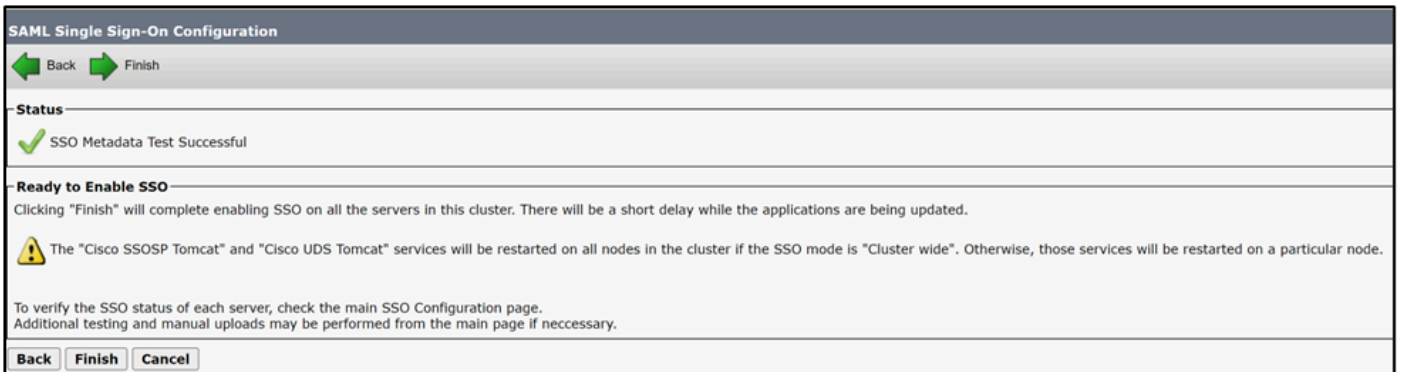 SAML Single Sign-On Configuration
Back Finish
Status
SSO Metadata Test Successful
Ready to Enable SSO
Clicking "Finish" will complete enabling SSO on all the servers in this cluster. There will be a short delay while the applications are being updated.
The "Cisco SSOSP Tomcat" and "Cisco UDS Tomcat" services will be restarted on all nodes in the cluster if the SSO mode is "Cluster wide". Otherwise, those services will be restarted on a particular node.
To verify the SSO status of each server, check the main SSO Configuration page.
Additional testing and manual uploads may be performed from the main page if neccessary.
Back Finish Cancel